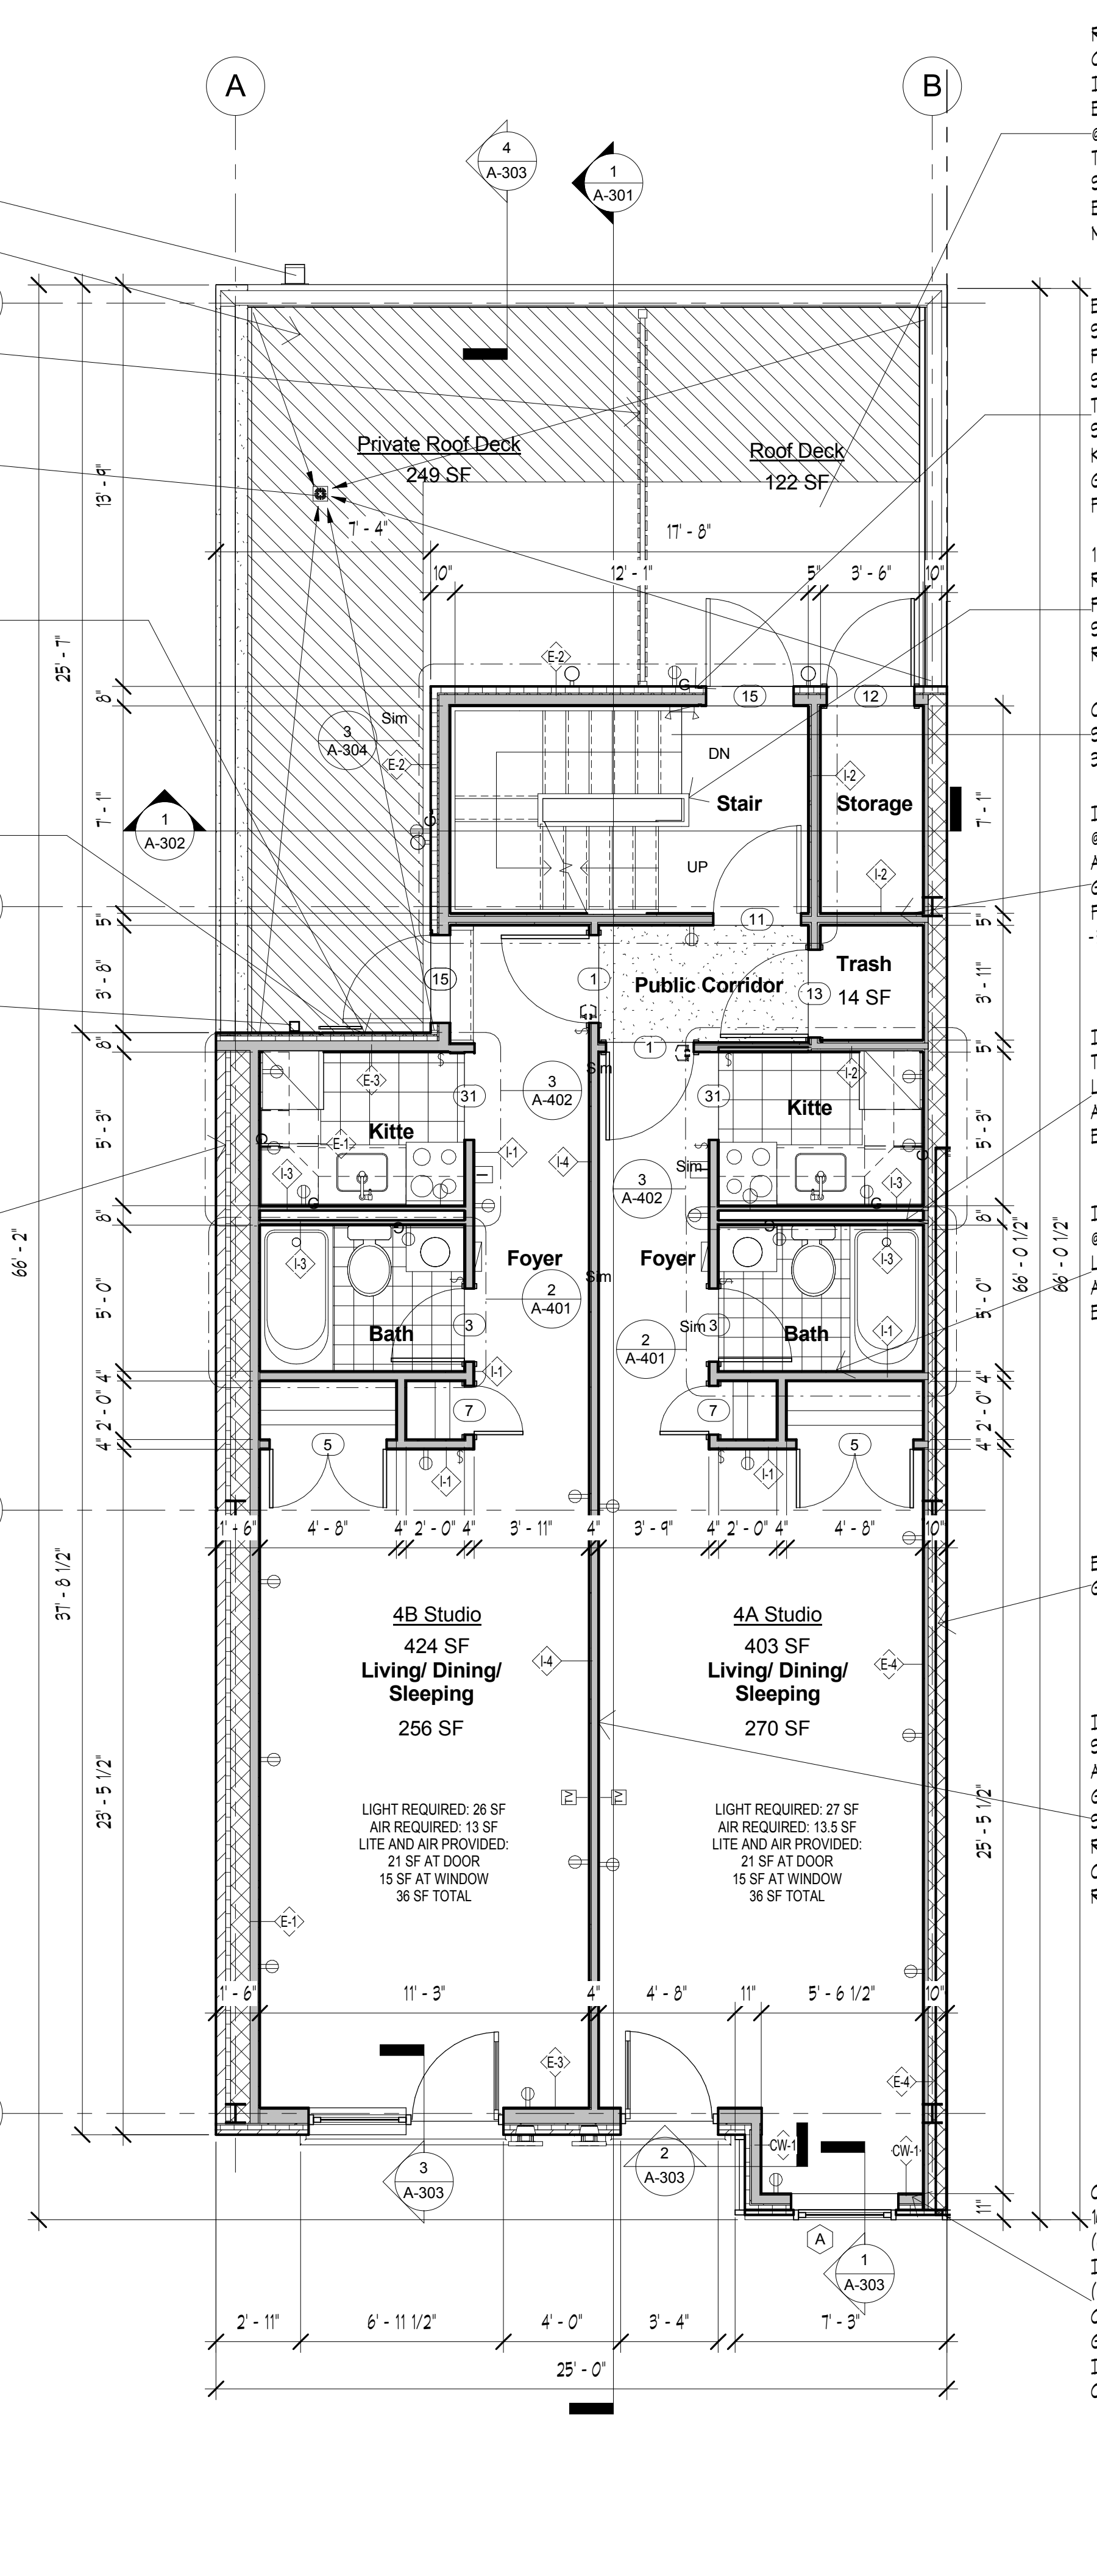 A
B
4
A-303
1
A-301
Private Roof Deck
249 SF
Roof Deck
122 SF
13' - 9"
7' - 4"
17' - 8"
10"
12' - 1"
5"
3' - 6"
10"
25' - 7"
E-2
G
15
12
8"
Sim
3
A-304
E-2
DN
I-2
Stair
Storage
G
7' - 1"
7' - 1"
1
A-302
UP
I-2
5"
11
5"
3' - 8"
Trash
14 SF
Public Corridor
15
1
13
3' - 11"
8"
1
5"
Sim
E-3
3
A-402
I-2
31
31
Kitte
Kitte
5' - 3"
E-1
I-1
I-4
5' - 3"
I-3
Sim
3
A-402
I-3
G
G
8"
8"
66' - 2"
66' - 0 1/2"
66' - 0 1/2"
I-3
Foyer
Foyer
I-3
5' - 0"
Sim
2
A-401
5' - 0"
Bath
3
Sim
3
Bath
I-1
2
A-401
4"
I-1
4"
2' - 0"
7
7
2' - 0"
4"
5
5
4"
I-1
I-1
1' - 6"
4' - 8"
4"
2' - 0"
4"
3' - 11"
4"
3' - 9"
4"
2' - 0"
4"
4' - 8"
10"
37' - 8 1/2"
4B Studio
424 SF
Living/ Dining/
Sleeping
256 SF
4A Studio
403 SF
Living/ Dining/
Sleeping
270 SF
I-4
E-4
23' - 5 1/2"
25' - 5 1/2"
TV
TV
LIGHT REQUIRED: 26 SF
AIR REQUIRED: 13 SF
LITE AND AIR PROVIDED:
21 SF AT DOOR
15 SF AT WINDOW
36 SF TOTAL
LIGHT REQUIRED: 27 SF
AIR REQUIRED: 13.5 SF
LITE AND AIR PROVIDED:
21 SF AT DOOR
15 SF AT WINDOW
36 SF TOTAL
E-1
1' - 6"
11' - 3"
4"
4' - 8"
11"
5' - 6 1/2"
10"
E-3
E-4
CW-1
CW-1
3
A-303
2
A-303
11"
A
1
A-303
2' - 11"
6' - 11 1/2"
4' - 0"
3' - 4"
7' - 3"
25' - 0"